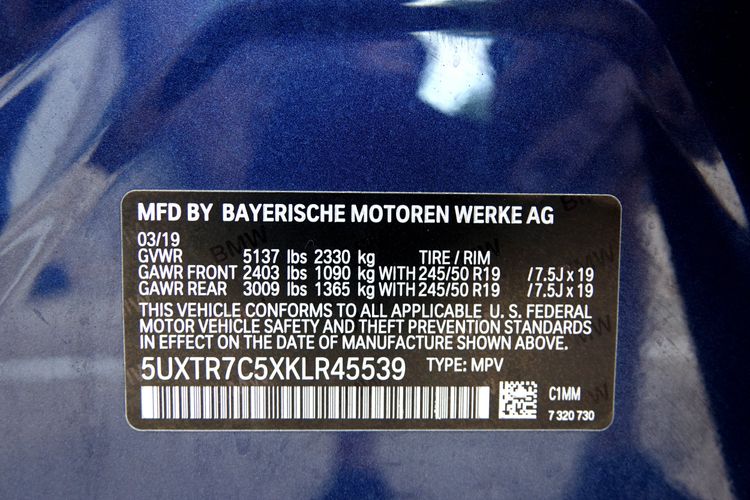 MFD BY BAYERISCHE MOTOREN WERKE AG
03/19
GVWR 5137 lbs 2330 kg TIRE / RIM
GAWR FRONT 2403 lbs 1090 kg WITH 245/50 R19 / 7.5J x 19
GAWR REAR 3009 lbs 1365 kg WITH 245/50 R19 / 7.5J x 19
THIS VEHICLE CONFORMS TO ALL APPLICABLE U. S. FEDERAL
MOTOR VEHICLE SAFETY AND THEFT PREVENTION STANDARDS
IN EFFECT ON THE DATE OF MANUFACTURE SHOWN ABOVE.
5UXTR7C5XKLR45539 TYPE: MPV
C1MM
7 320 730